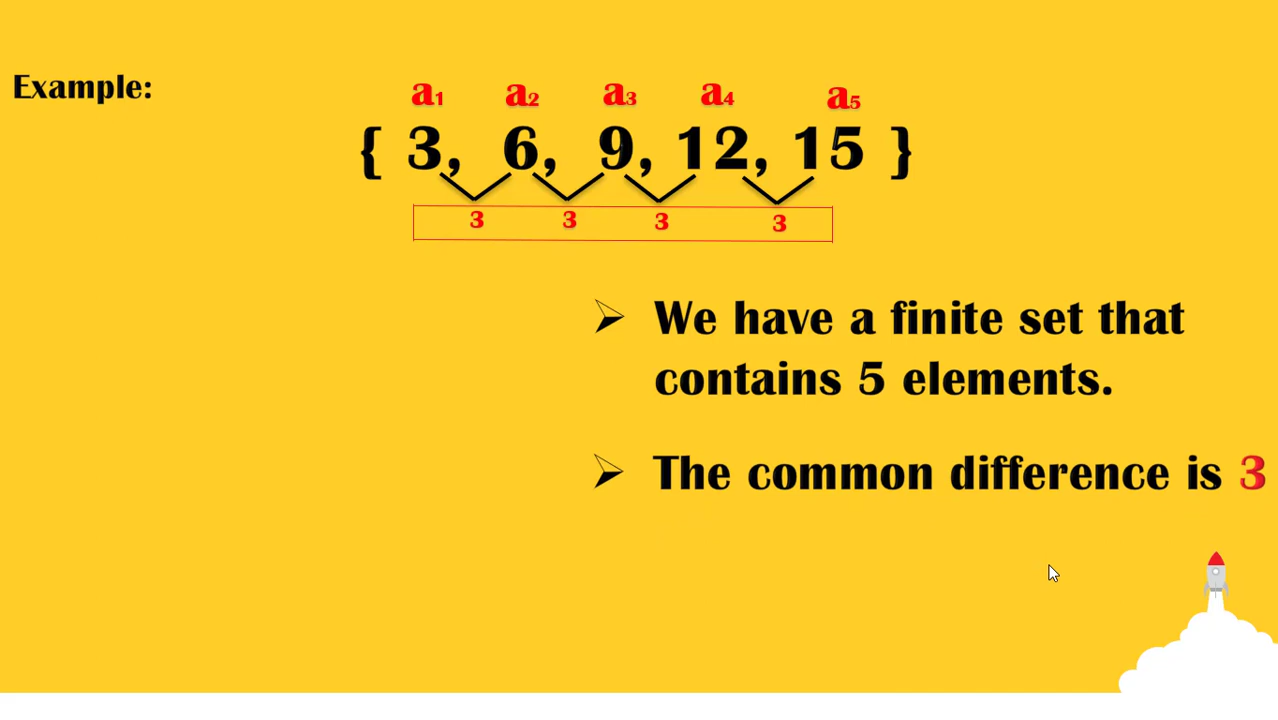 Example:
a1 a2 a3 a4 a5
{ 3, 6, 9, 12, 15 }
3 3 3 3
➢ We have a finite set that
contains 5 elements.
➢ The common difference is 3